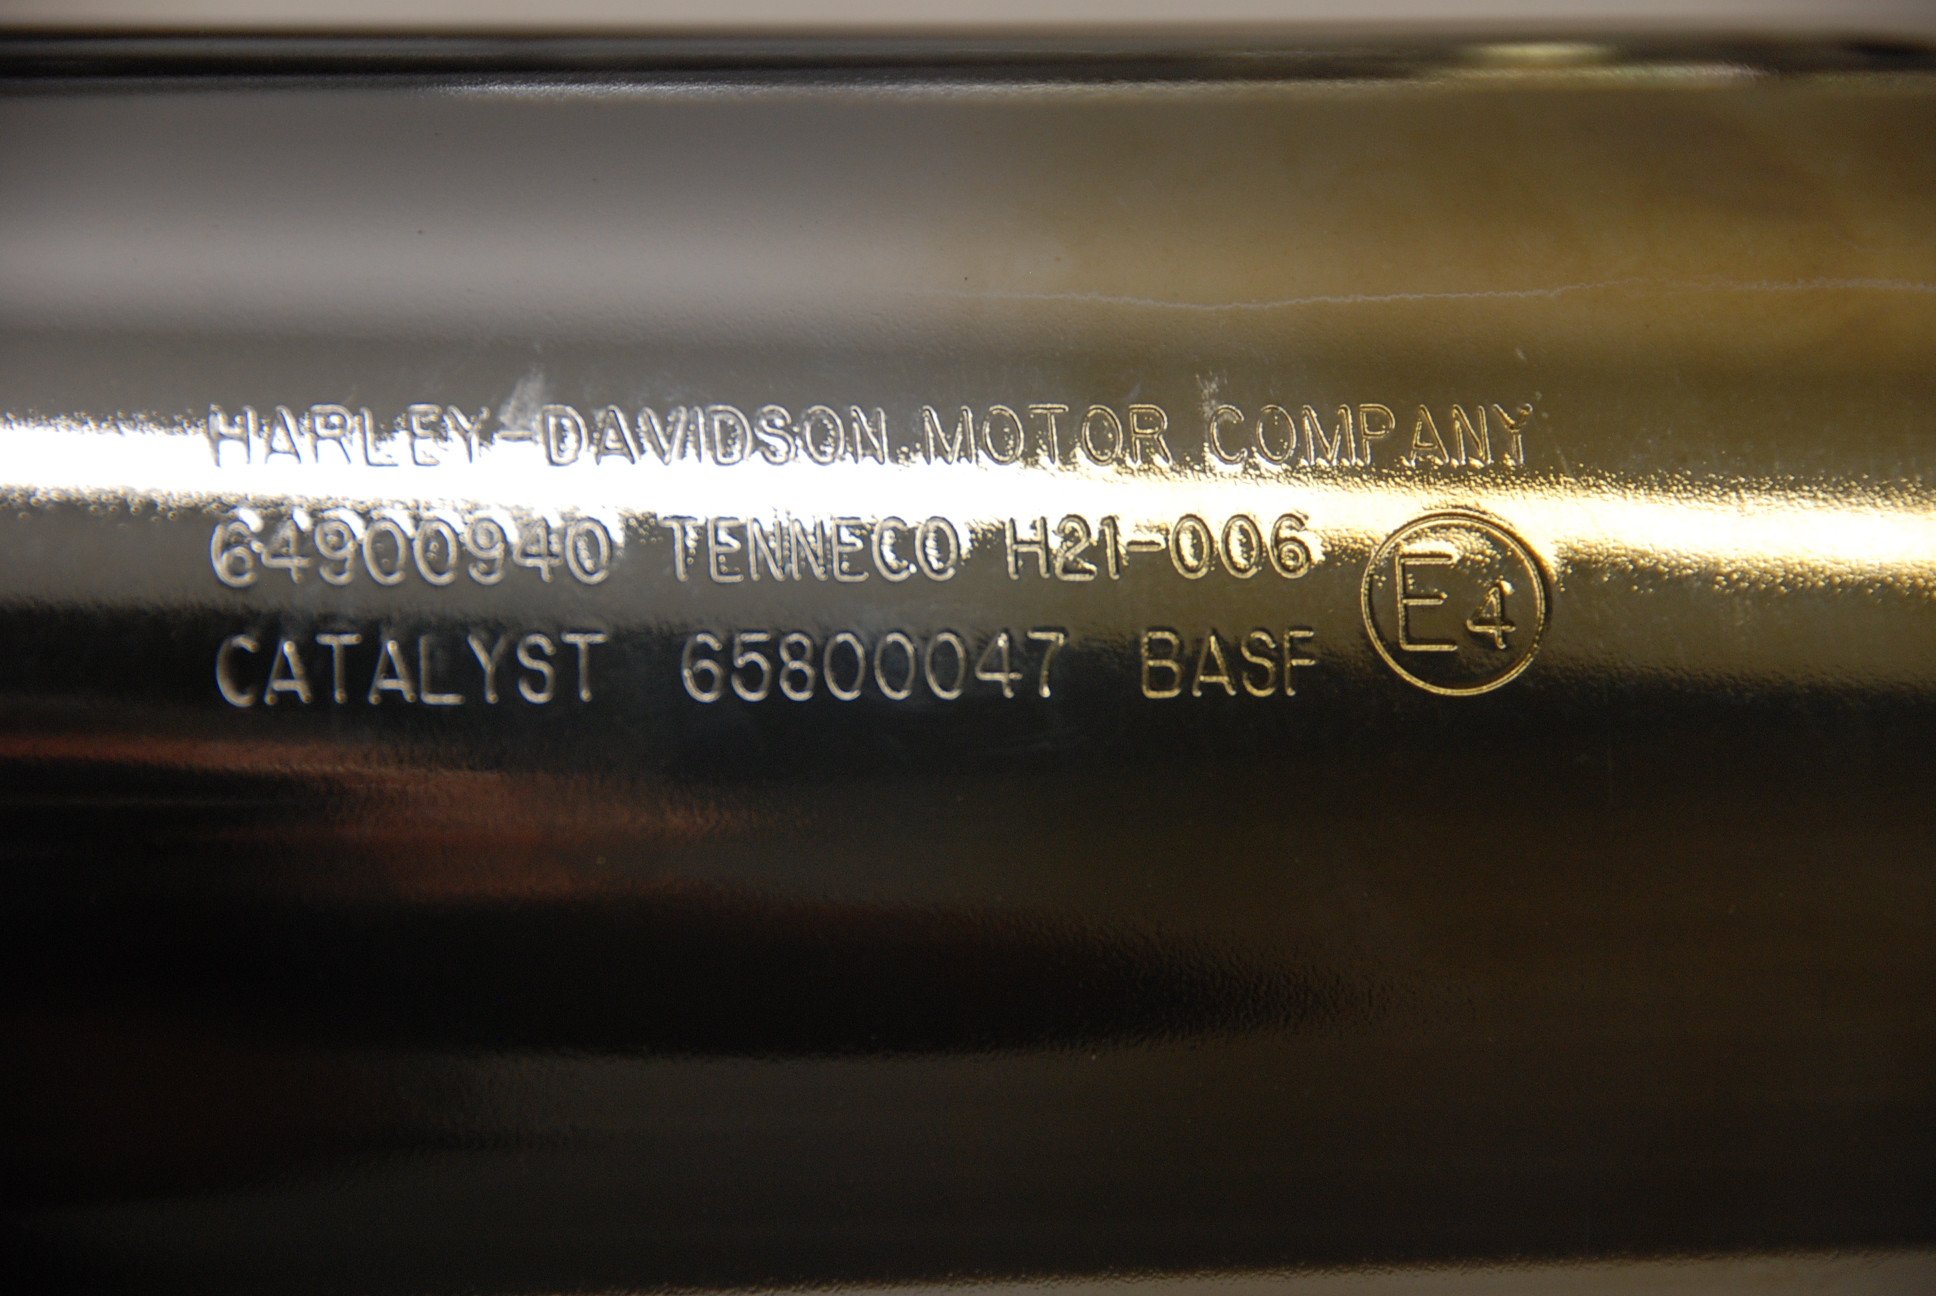 HARLEY-DAVIDSON MOTOR COMPANY
64900940 TENNECO H21-006 E4
CATALYST 65800047 BASF